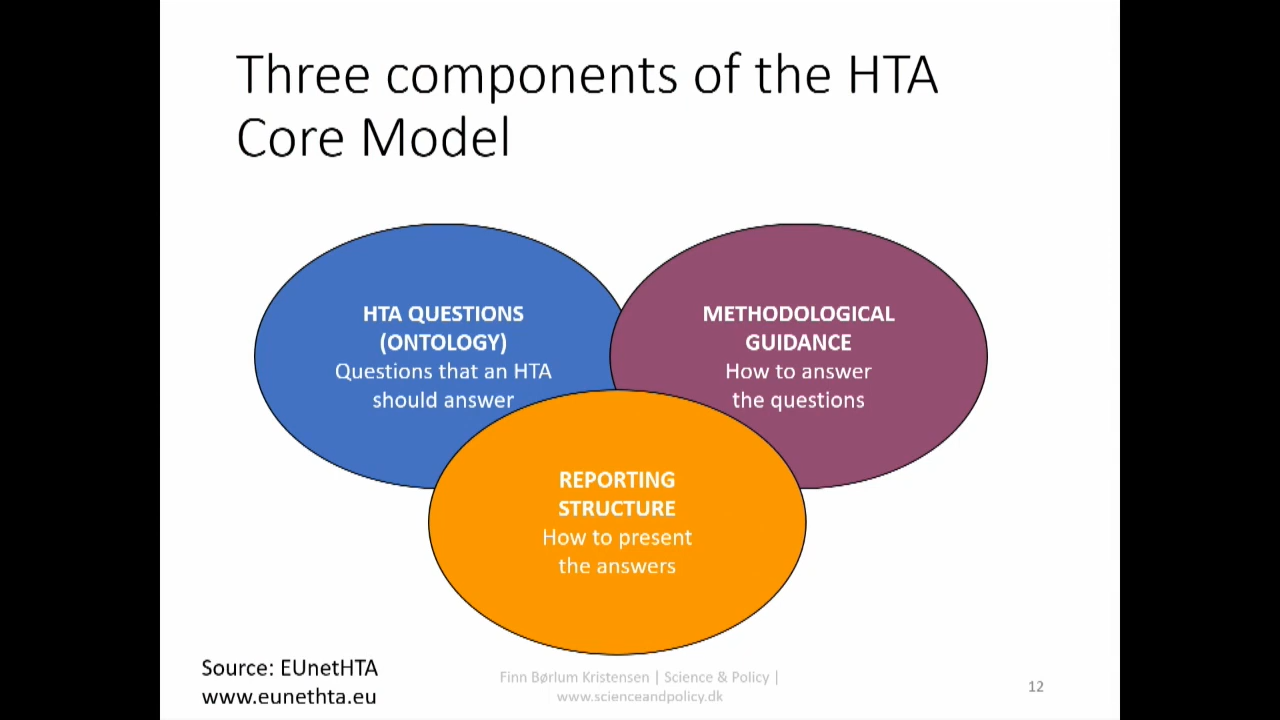 Three components of the HTA
Core Model
HTA QUESTIONS
(ONTOLOGY)
Questions that an HTA
should answer
METHODOLOGICAL
GUIDANCE
How to answer
the questions
REPORTING
STRUCTURE
How to present
the answers
Source: EUnetHTA
www.eunethta.eu
Finn Børlum Kristensen | Science & Policy |
www.scienceandpolicy.dk
12